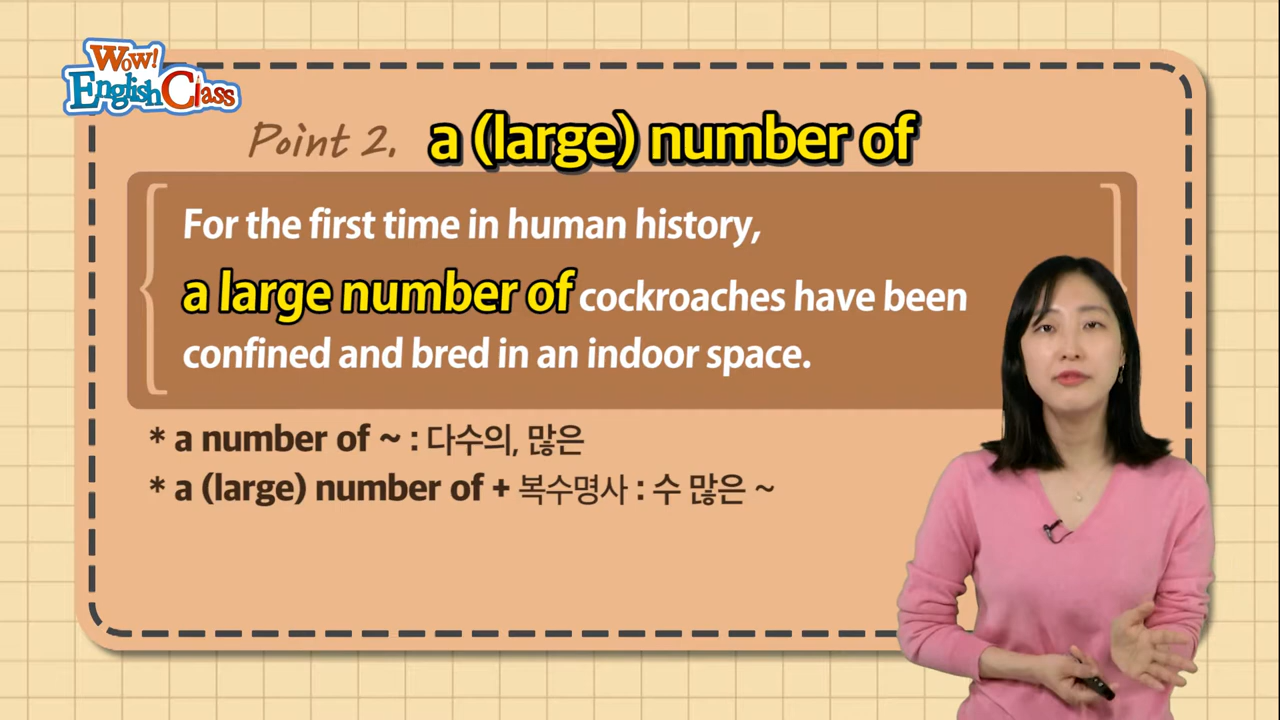 Wow!
English Class
Point 2. a (large) number of
For the first time in human history,
a large number of cockroaches have been
confined and bred in an indoor space.
* a number of ~ : 다수의, 많은
* a (large) number of + 복수명사 : 수 많은 ~